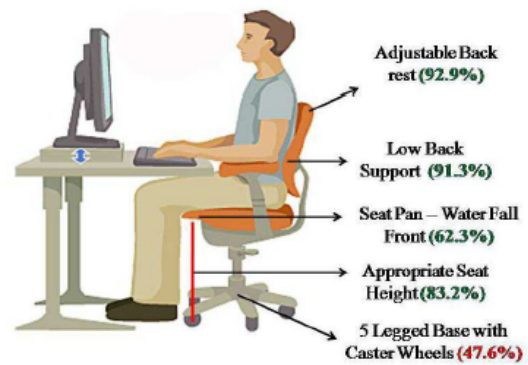 Adjustable Back
rest (92.9%)
Low Back
Support (91.3%)
Seat Pan – Water Fall
Front (62.3%)
Appropriate Seat
Height (83.2%)
5 Legged Base with
Caster Wheels (47.6%)